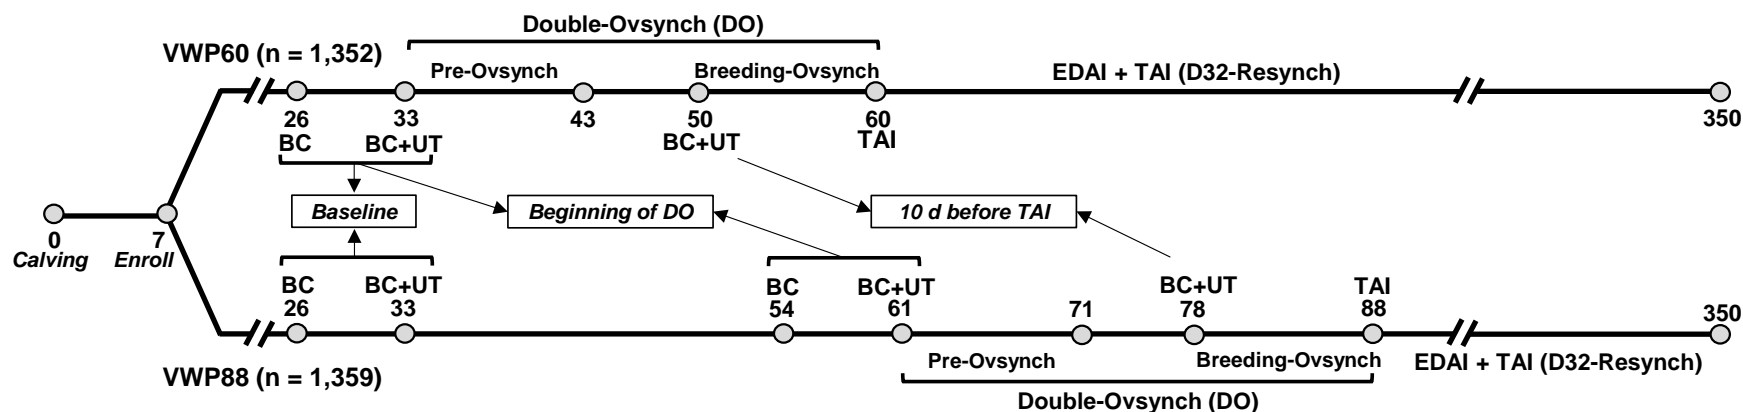 Double-Ovsynch (DO)
VWP60 (n = 1,352)
Pre-Ovsynch
Breeding-Ovsynch
EDAI + TAI (D32-Resynch)
26
33
43
50
60
350
BC
BC+UT
BC+UT
TAI
Baseline
Beginning of DO
10 d before TAI
0
7
Calving
Enroll
BC
BC+UT
BC
BC+UT
BC+UT
TAI
26
33
54
61
71
78
88
350
Pre-Ovsynch
Breeding-Ovsynch
EDAI + TAI (D32-Resynch)
VWP88 (n = 1,359)
Double-Ovsynch (DO)